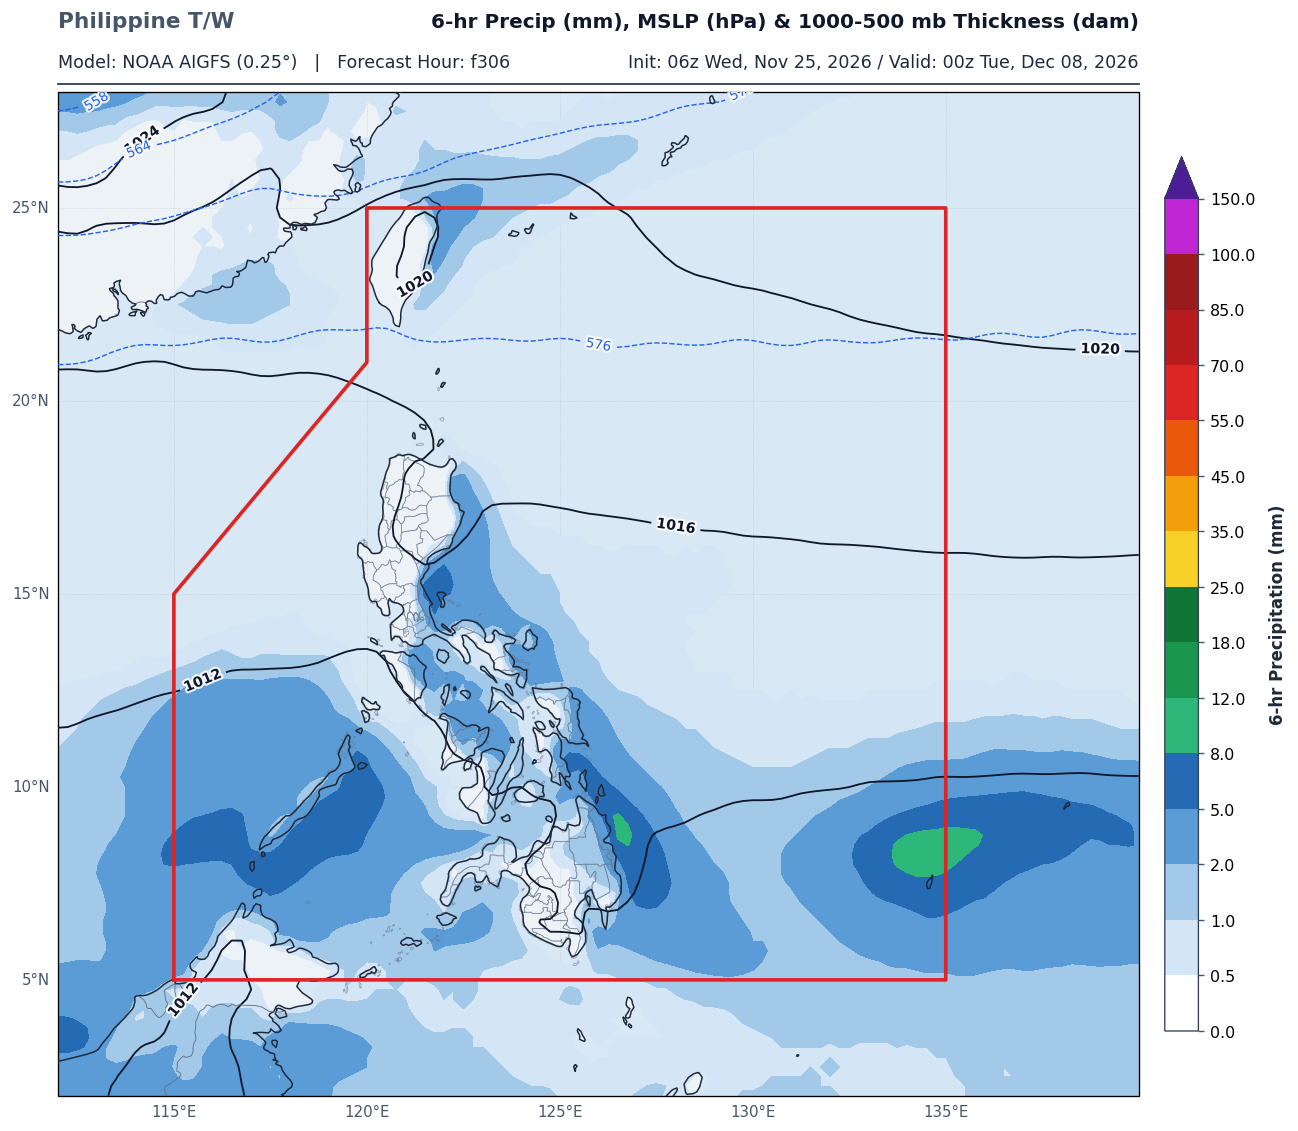 Philippine T/W
6-hr Precip (mm), MSLP (hPa) & 1000-500 mb Thickness (dam)
Model: NOAA AIGFS (0.25°) | Forecast Hour: f306
Init: 06z Wed, Nov 25, 2026 / Valid: 00z Tue, Dec 08, 2026
558
1024
564
25°N
1020
576
1020
20°N
1016
15°N
1012
10°N
5°N
1012
115°E
120°E
125°E
130°E
135°E
150.0
100.0
85.0
70.0
55.0
45.0
35.0
25.0
18.0
12.0
8.0
5.0
2.0
1.0
0.5
0.0
6-hr Precipitation (mm)